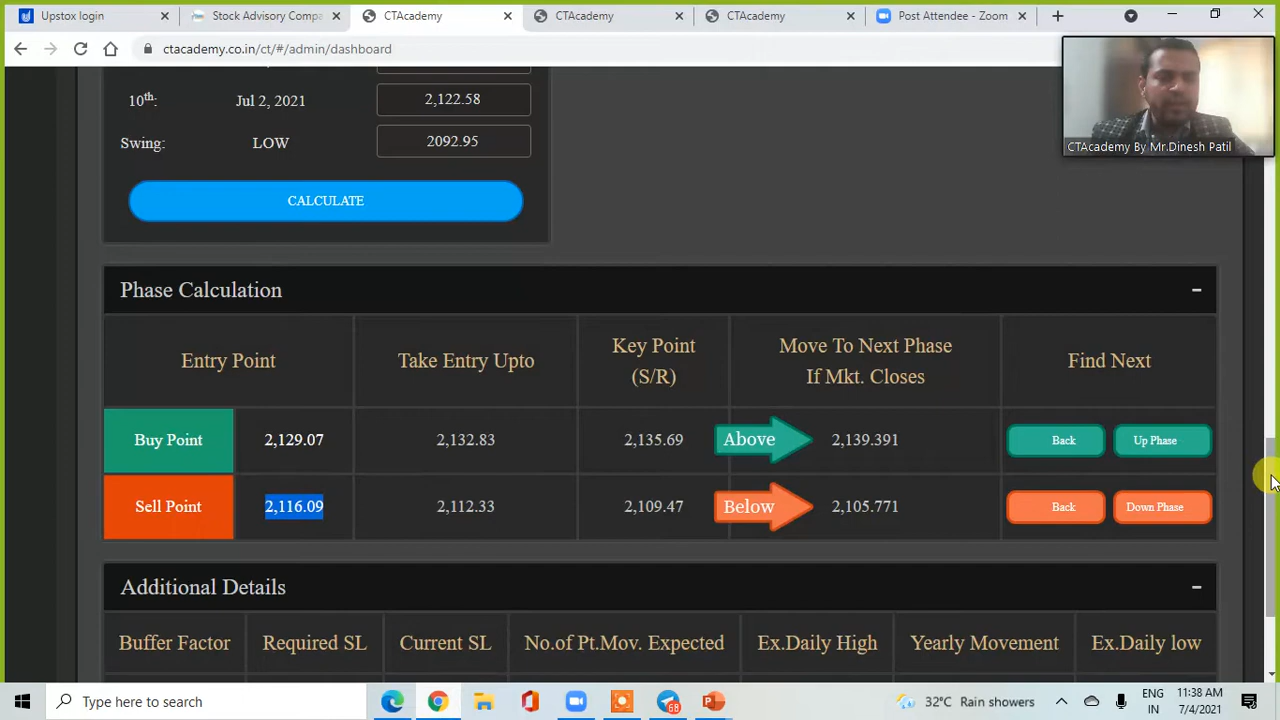 Upstox login
Stock Advisory Compa
CTAcademy
CTAcademy
CTAcademy
Post Attendee - Zoom
ctacademy.co.in/ct/#/admin/dashboard
CTAcademy By Mr.Dinesh Patil
10th: Jul 2, 2021 2,122.58
Swing: LOW 2092.95
CALCULATE
Phase Calculation
Entry Point
Take Entry Upto
Key Point
(S/R)
Move To Next Phase
If Mkt. Closes
Find Next
Buy Point 2,129.07 2,132.83 2,135.69 Above 2,139.391 Back Up Phase
Sell Point 2,116.09 2,112.33 2,109.47 Below 2,105.771 Back Down Phase
Additional Details
Buffer Factor Required SL Current SL No.of Pt.Mov. Expected Ex.Daily High Yearly Movement Ex.Daily low
Type here to search
68
32°C Rain showers
ENG
IN
11:38 AM
7/4/2021